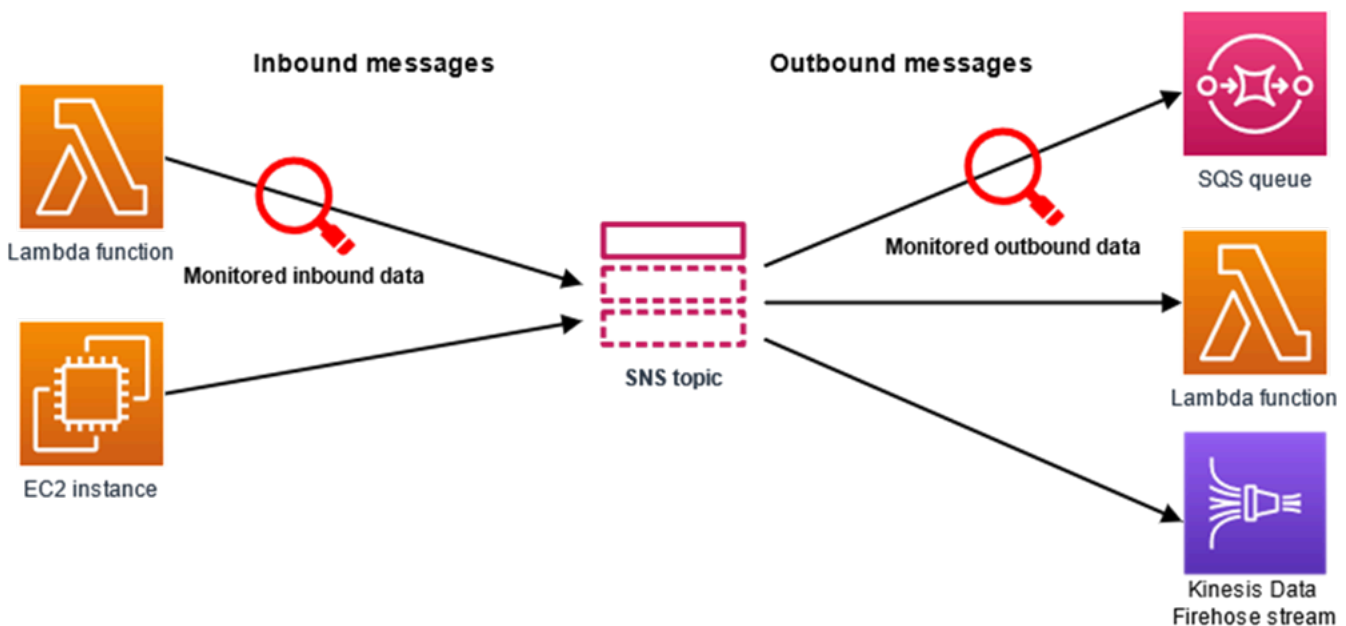 Inbound messages
Outbound messages
Lambda function
Monitored inbound data
EC2 instance
SNS topic
Monitored outbound data
SQS queue
Lambda function
Kinesis Data
Firehose stream